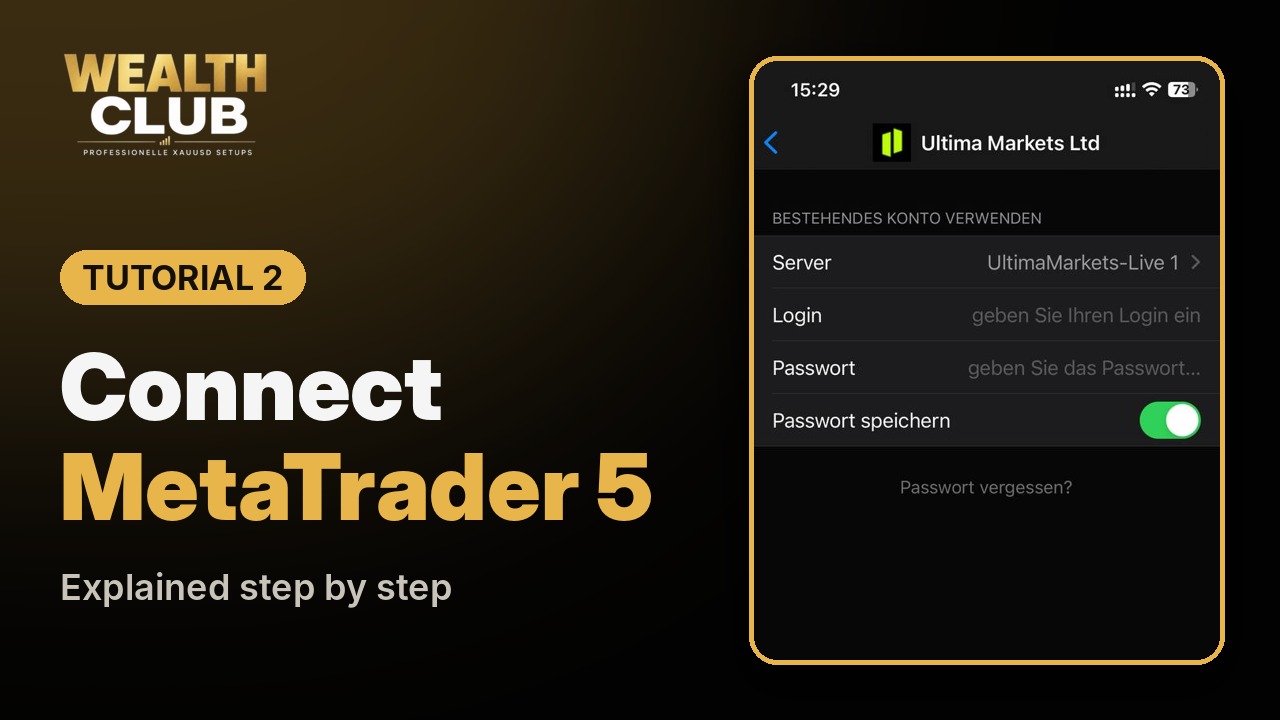 WEALTH
CLUB
PROFESSIONELLE XAUUSD SETUPS
TUTORIAL 2
Connect
MetaTrader 5
Explained step by step
15:29
73
Ultima Markets Ltd
BESTEHENDES KONTO VERWENDEN
Server UltimaMarkets-Live 1
Login geben Sie Ihren Login ein
Passwort geben Sie das Passwort...
Passwort speichern
Passwort vergessen?